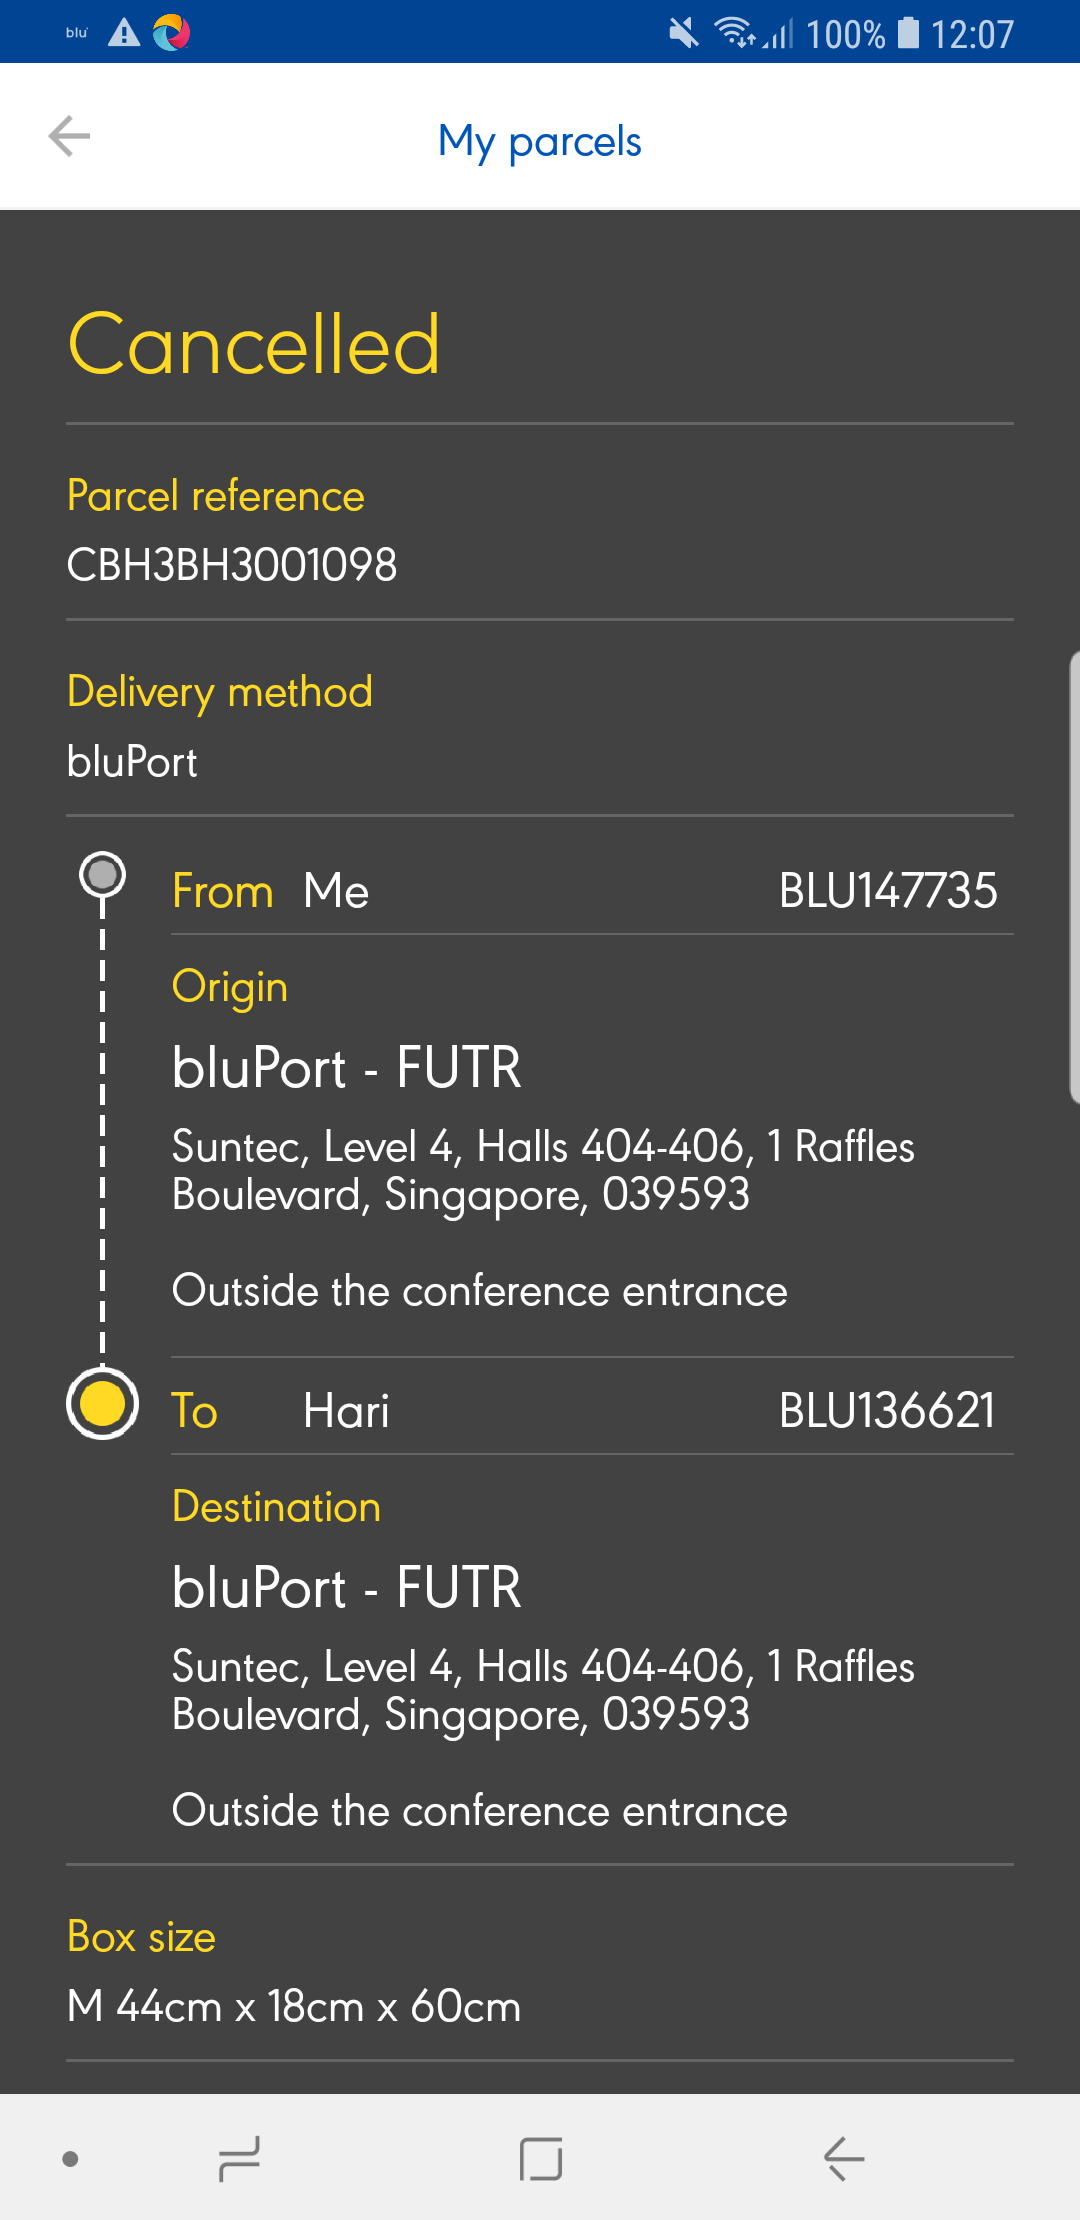 blu
100% 12:07
My parcels
Cancelled
Parcel reference
CBH3BH3001098
Delivery method
bluPort
From Me BLU147735
Origin
bluPort - FUTR
Suntec, Level 4, Halls 404-406, 1 Raffles
Boulevard, Singapore, 039593
Outside the conference entrance
To Hari BLU136621
Destination
bluPort - FUTR
Suntec, Level 4, Halls 404-406, 1 Raffles
Boulevard, Singapore, 039593
Outside the conference entrance
Box size
M 44cm x 18cm x 60cm